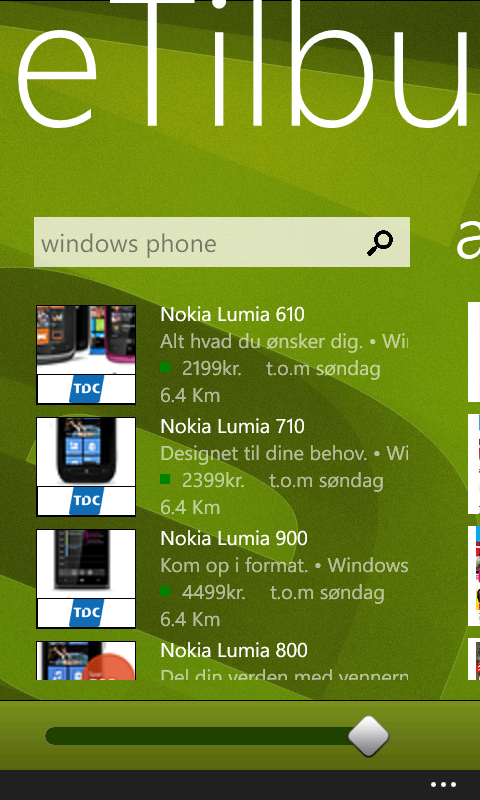 eTilbu
windows phone
a
Nokia Lumia 610
Alt hvad du ønsker dig. • Wi
2199kr. t.o.m søndag
6.4 Km
TDC
Nokia Lumia 710
Designet til dine behov. • Wi
2399kr. t.o.m søndag
6.4 Km
TDC
Nokia Lumia 900
Kom op i format. • Windows
4499kr. t.o.m søndag
6.4 Km
TDC
Nokia Lumia 800
Del din verden med vennern